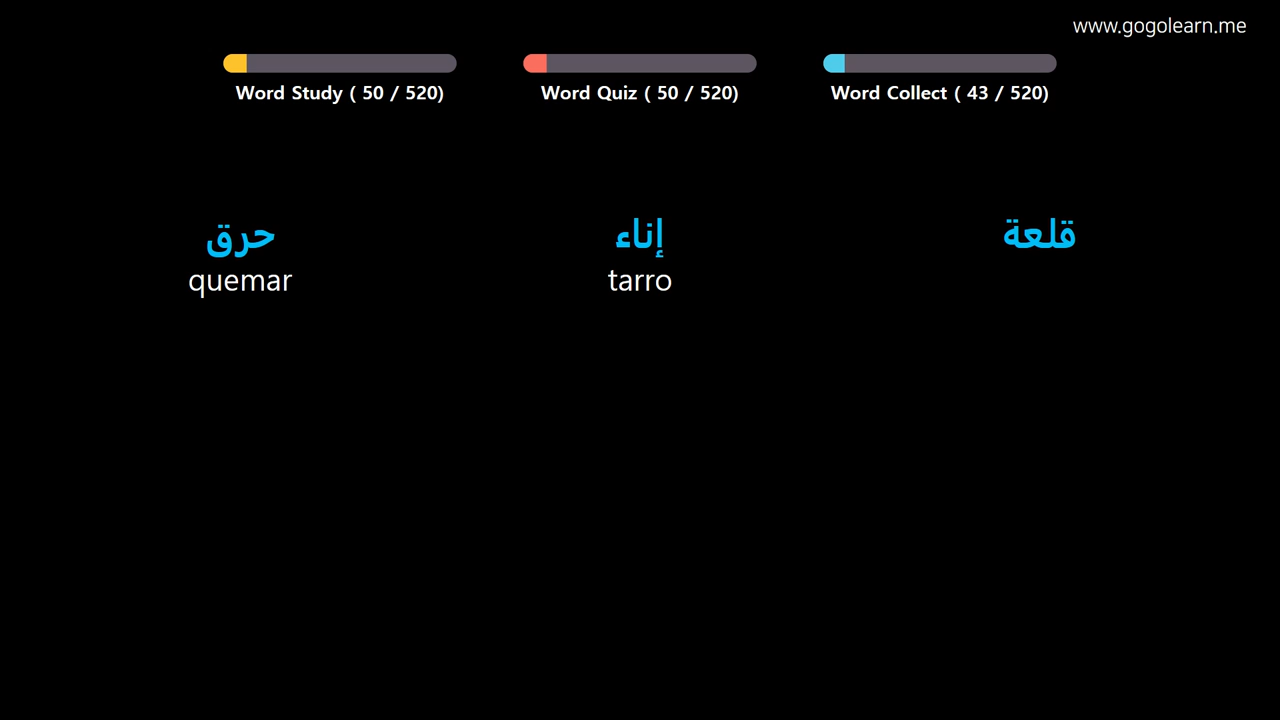 www.gogolearn.me
Word Study ( 50 / 520)
Word Quiz ( 50 / 520)
Word Collect ( 43 / 520)
حرق
quemar
إناء
tarro
قلعة